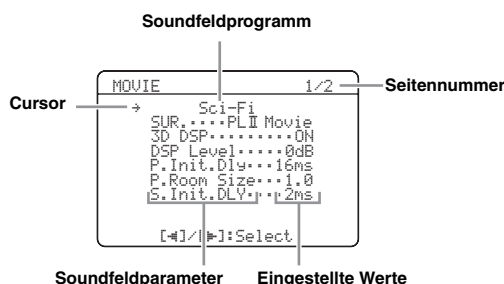 Soundfeldprogramm
MOVIE 1/2
Seitennummer
Cursor
→ Sci-Fi
SUR.····PLⅡ Movie
3D DSP·········ON
DSP Level·····0dB
P.Init.Dly···16ms
P.Room Size···1.0
S.Init.DLY····2ms
[◄]/[►]:Select
Soundfeldparameter Eingestellte Werte